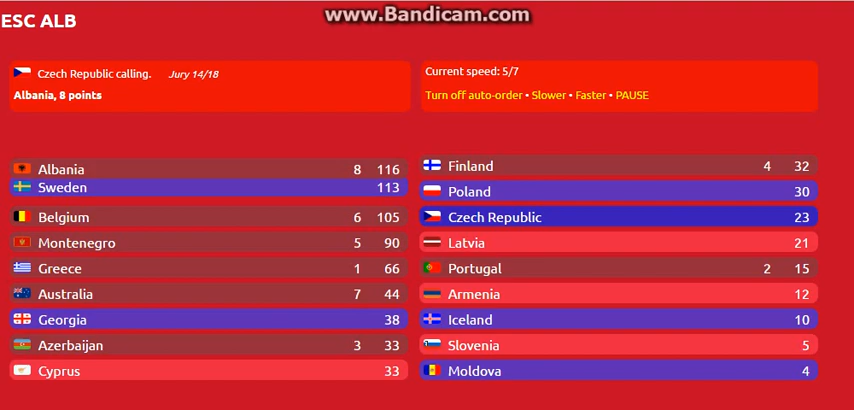 www.Bandicam.com
ESC ALB
Czech Republic calling. Jury 14/18
Albania, 8 points
Current speed: 5/7
Turn off auto-order • Slower • Faster • PAUSE
Albania 8 116
Sweden 113
Belgium 6 105
Montenegro 5 90
Greece 1 66
Australia 7 44
Georgia 38
Azerbaijan 3 33
Cyprus 33
Finland 4 32
Poland 30
Czech Republic 23
Latvia 21
Portugal 2 15
Armenia 12
Iceland 10
Slovenia 5
Moldova 4